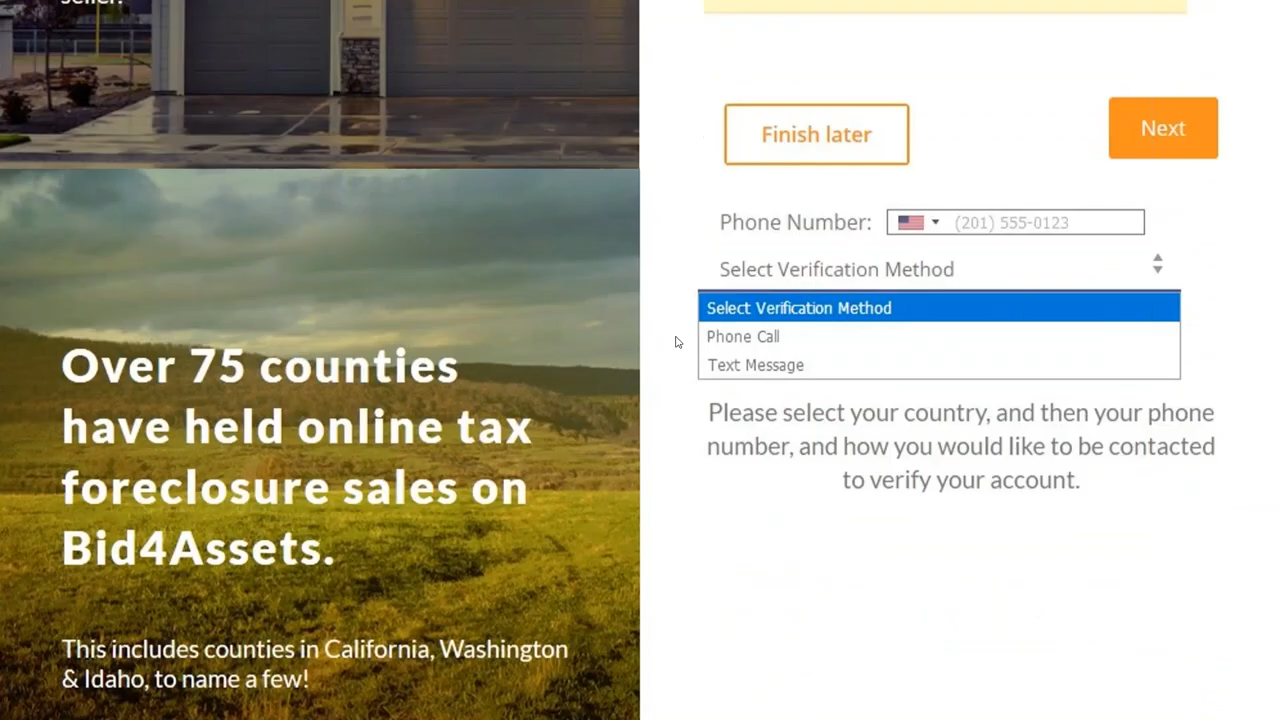 seller.
Over 75 counties
have held online tax
foreclosure sales on
Bid4Assets.
This includes counties in California, Washington
& Idaho, to name a few!
Finish later
Next
Phone Number:
(201) 555-0123
Select Verification Method
Select Verification Method
Phone Call
Text Message
Please select your country, and then your phone
number, and how you would like to be contacted
to verify your account.